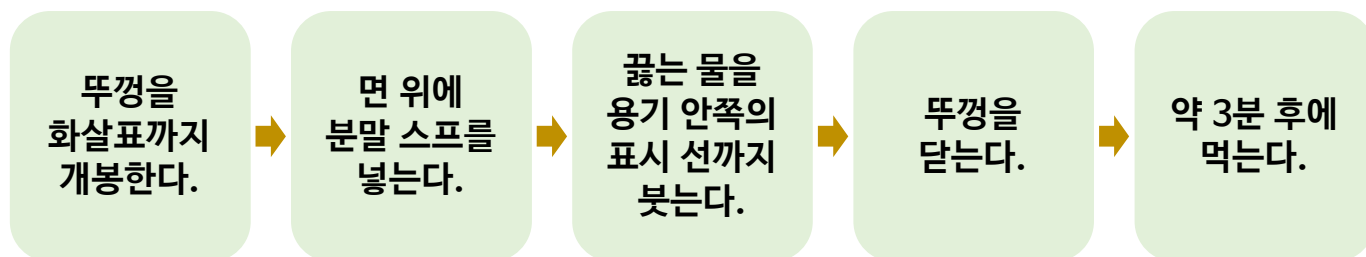 뚜껑을
화살표까지
개봉한다.
면 위에
분말 스프를
넣는다.
끓는 물을
용기 안쪽의
표시 선까지
붓는다.
뚜껑을
닫는다.
약 3분 후에
먹는다.